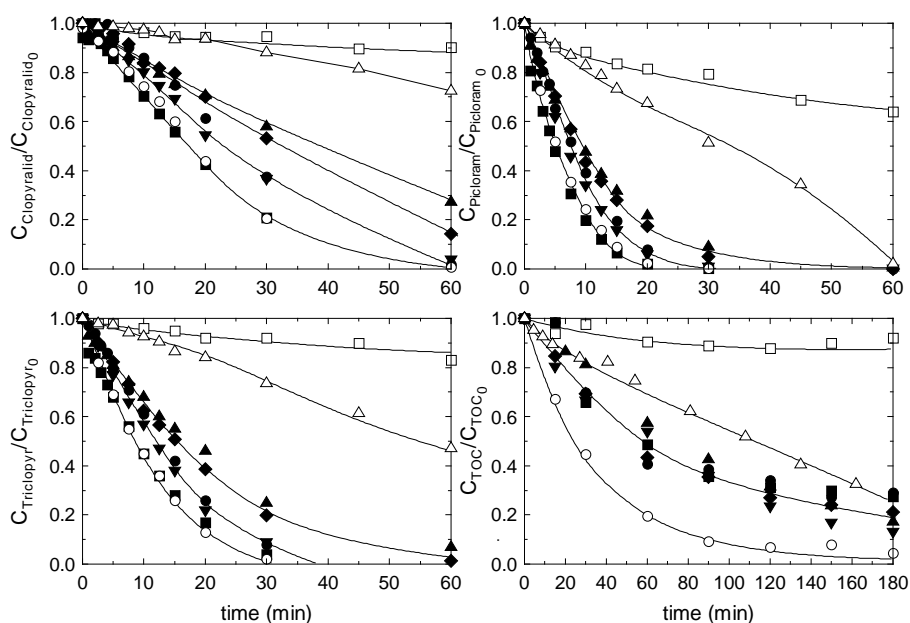 C_Clopyralid/C_Clopyralid_0
1.0
0.8
0.6
0.4
0.2
0.0
0 10 20 30 40 50 60
C_Picloram/C_Picloram_0
1.0
0.8
0.6
0.4
0.2
0.0
0 10 20 30 40 50 60
C_Triclopyr/C_Triclopyr_0
1.0
0.8
0.6
0.4
0.2
0.0
0 10 20 30 40 50 60
time (min)
C_TOC/C_TOC_0
1.0
0.8
0.6
0.4
0.2
0.0
0 20 40 60 80 100 120 140 160 180
time (min)